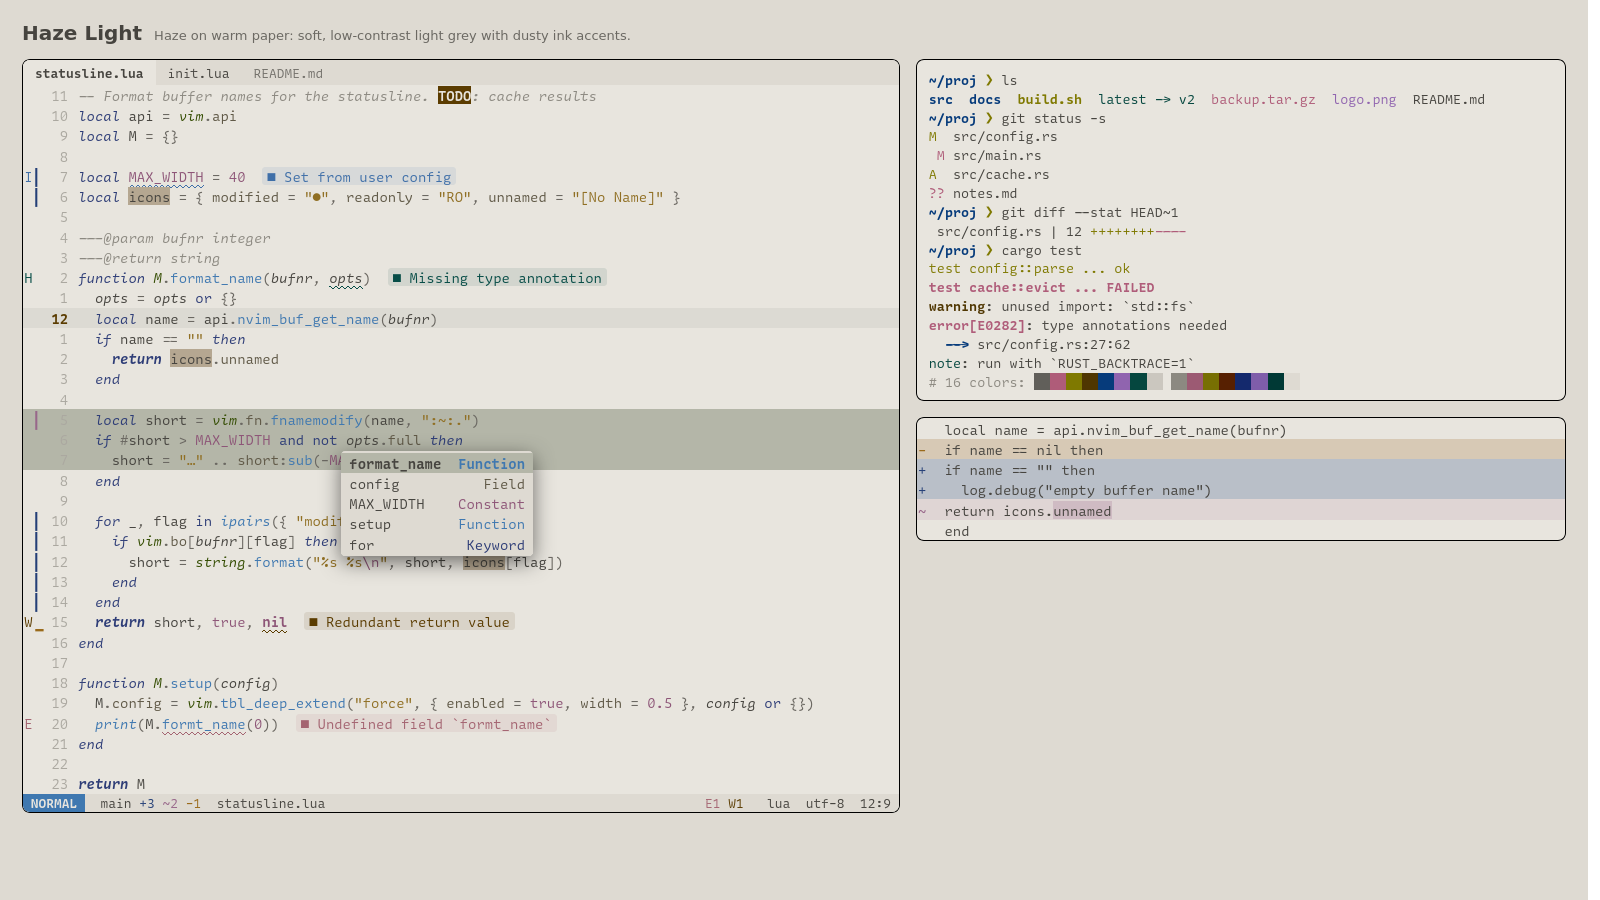 Haze Light Haze on warm paper: soft, low-contrast light grey with dusty ink accents.
statusline.lua init.lua README.md
11 -- Format buffer names for the statusline. TODO: cache results
10 local api = vim.api
9 local M = {}
8
I 7 local MAX_WIDTH = 40 ■ Set from user config
6 local icons = { modified = "●", readonly = "RO", unnamed = "[No Name]" }
5
4 ---@param bufnr integer
3 ---@return string
H 2 function M.format_name(bufnr, opts) ■ Missing type annotation
1 opts = opts or {}
12 local name = api.nvim_buf_get_name(bufnr)
1 if name == "" then
2 return icons.unnamed
3 end
4
5 local short = vim.fn.fnamemodify(name, ":~:.")
6 if #short > MAX_WIDTH and not opts.full then
7 short = "…" .. short:sub(-MA
format_name Function
config Field
MAX_WIDTH Constant
setup Function
for Keyword
8 end
9
10 for _, flag in ipairs({ "modif
11 if vim.bo[bufnr][flag] then
12 short = string.format("%s %s\n", short, icons[flag])
13 end
14 end
W 15 return short, true, nil ■ Redundant return value
16 end
17
18 function M.setup(config)
19 M.config = vim.tbl_deep_extend("force", { enabled = true, width = 0.5 }, config or {})
E 20 print(M.formt_name(0)) ■ Undefined field `formt_name`
21 end
22
23 return M
NORMAL main +3 ~2 -1 statusline.lua E1 W1 lua utf-8 12:9
~/proj ❯ ls
src docs build.sh latest -> v2 backup.tar.gz logo.png README.md
~/proj ❯ git status -s
M src/config.rs
M src/main.rs
A src/cache.rs
?? notes.md
~/proj ❯ git diff --stat HEAD~1
src/config.rs | 12 ++++++++----
~/proj ❯ cargo test
test config::parse ... ok
test cache::evict ... FAILED
warning: unused import: `std::fs`
error[E0282]: type annotations needed
--> src/config.rs:27:62
note: run with `RUST_BACKTRACE=1`
# 16 colors:
local name = api.nvim_buf_get_name(bufnr)
- if name == nil then
+ if name == "" then
+ log.debug("empty buffer name")
~ return icons.unnamed
end